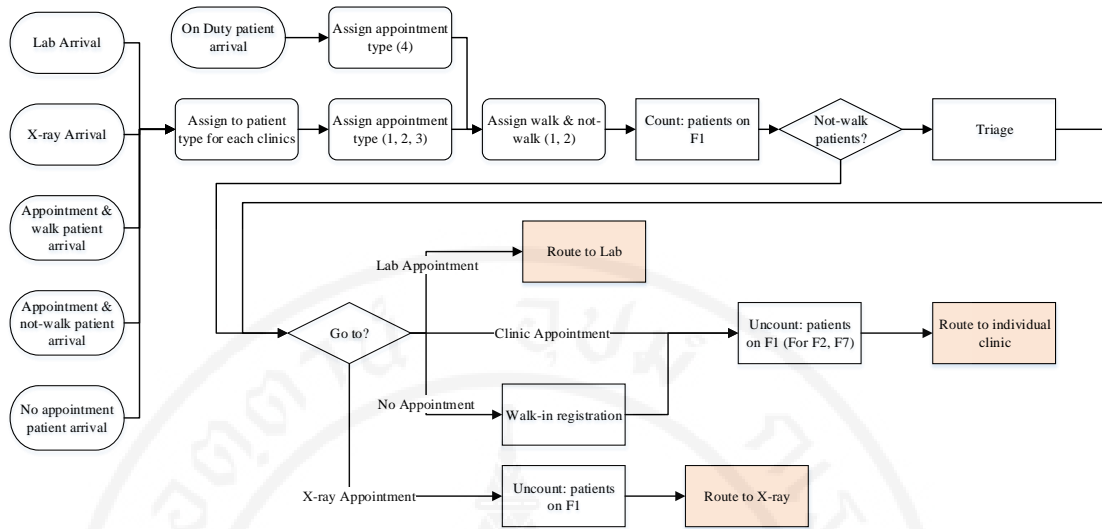 Lab Arrival
On Duty patient
arrival
Assign appointment
type (4)
X-ray Arrival
Assign to patient
type for each clinics
Assign appointment
type (1, 2, 3)
Assign walk & not-
walk (1, 2)
Count: patients on
F1
Not-walk
patients?
Triage
Appointment &
walk patient
arrival
Appointment &
not-walk patient
arrival
No appointment
patient arrival
Go to?
Lab Appointment
Route to Lab
Clinic Appointment
Uncount: patients
on F1 (For F2, F7)
Route to individual
clinic
No Appointment
Walk-in registration
X-ray Appointment
Uncount: patients
on F1
Route to X-ray